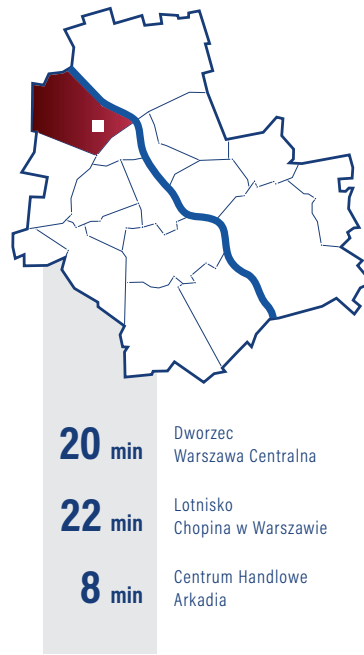 20 min
Dworzec
Warszawa Centralna
22 min
Lotnisko
Chopina w Warszawie
8 min
Centrum Handlowe
Arkadia